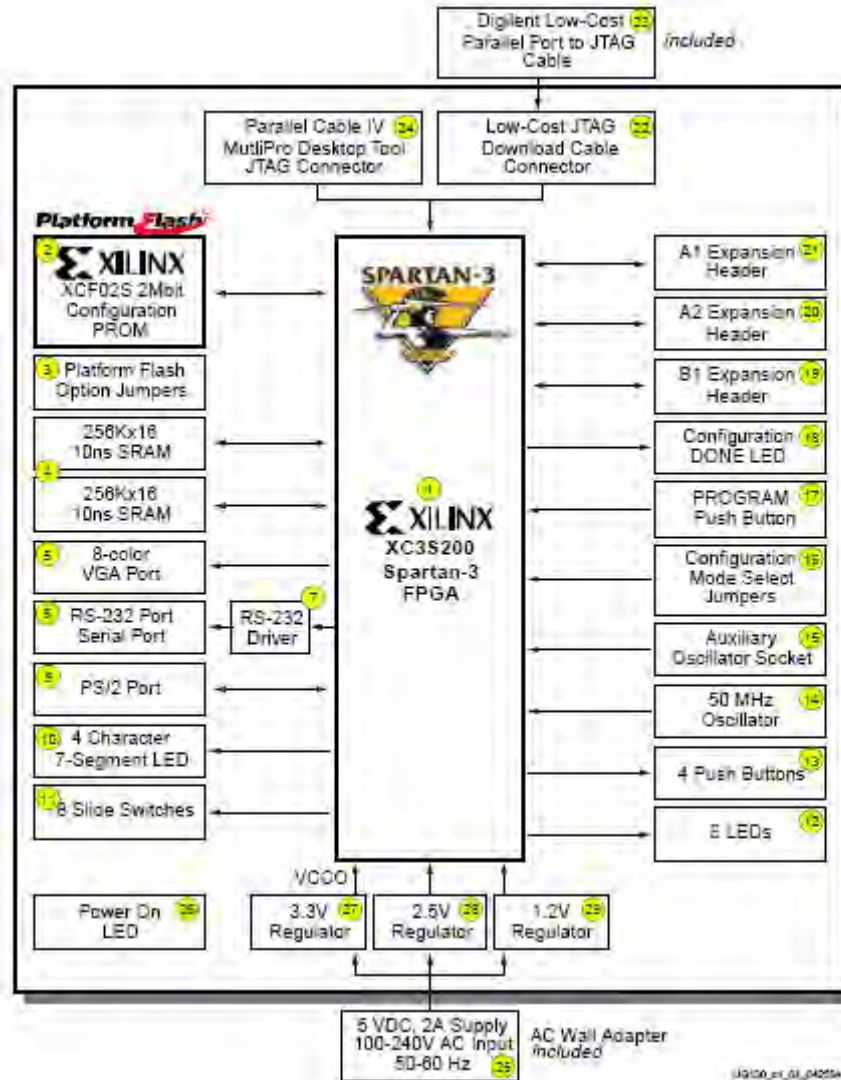 Digilent Low-Cost 23
Parallel Port to JTAG
Cable
included
Parallel Cable IV 24
MutliPro Desktop Tool
JTAG Connector
Low-Cost JTAG 22
Download Cable
Connector
Platform Flash
2
XILINX
XCF02S 2Mbit
Configuration
PROM
3 Platform Flash
Option Jumpers
256Kx16
10ns SRAM
4
256Kx16
10ns SRAM
8-color
VGA Port
RS-232 Port
Serial Port
7
RS-232
Driver
PS/2 Port
10 4 Character
7-Segment LED
11 8 Slide Switches
Power On 26
LED
SPARTAN-3
1
XILINX
XC3S200
Spartan-3
FPGA
A1 Expansion 21
Header
A2 Expansion 20
Header
B1 Expansion 19
Header
Configuration 18
DONE LED
PROGRAM 17
Push Button
Configuration 16
Mode Select
Jumpers
Auxiliary 15
Oscillator Socket
50 MHz 14
Oscillator
4 Push Buttons 13
8 LEDs 12
VCCO
3.3V 27
Regulator
2.5V 28
Regulator
1.2V 29
Regulator
5 VDC, 2A Supply
100-240V AC Input
50-60 Hz 25
AC Wall Adapter
included